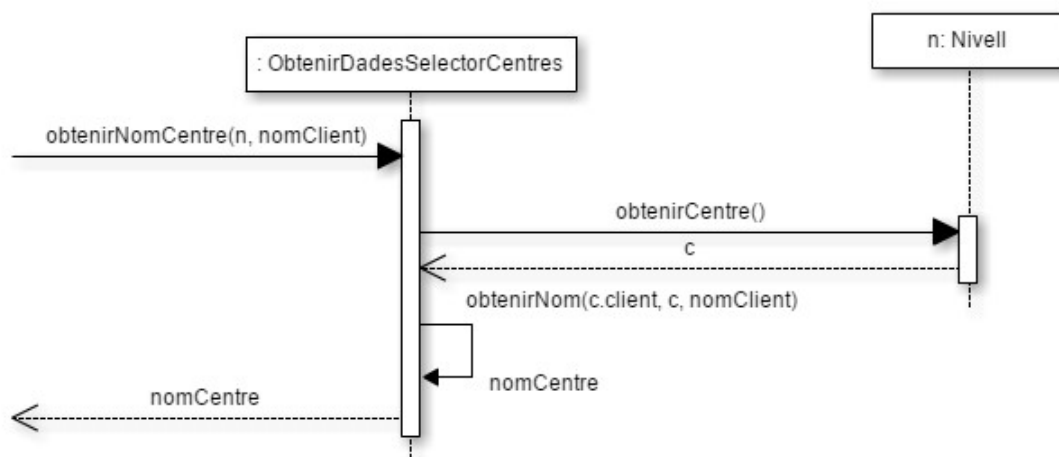 n: Nivell
: ObtenirDadesSelectorCentres
obtenirNomCentre(n, nomClient)
obtenirCentre()
c
obtenirNom(c.client, c, nomClient)
nomCentre
nomCentre